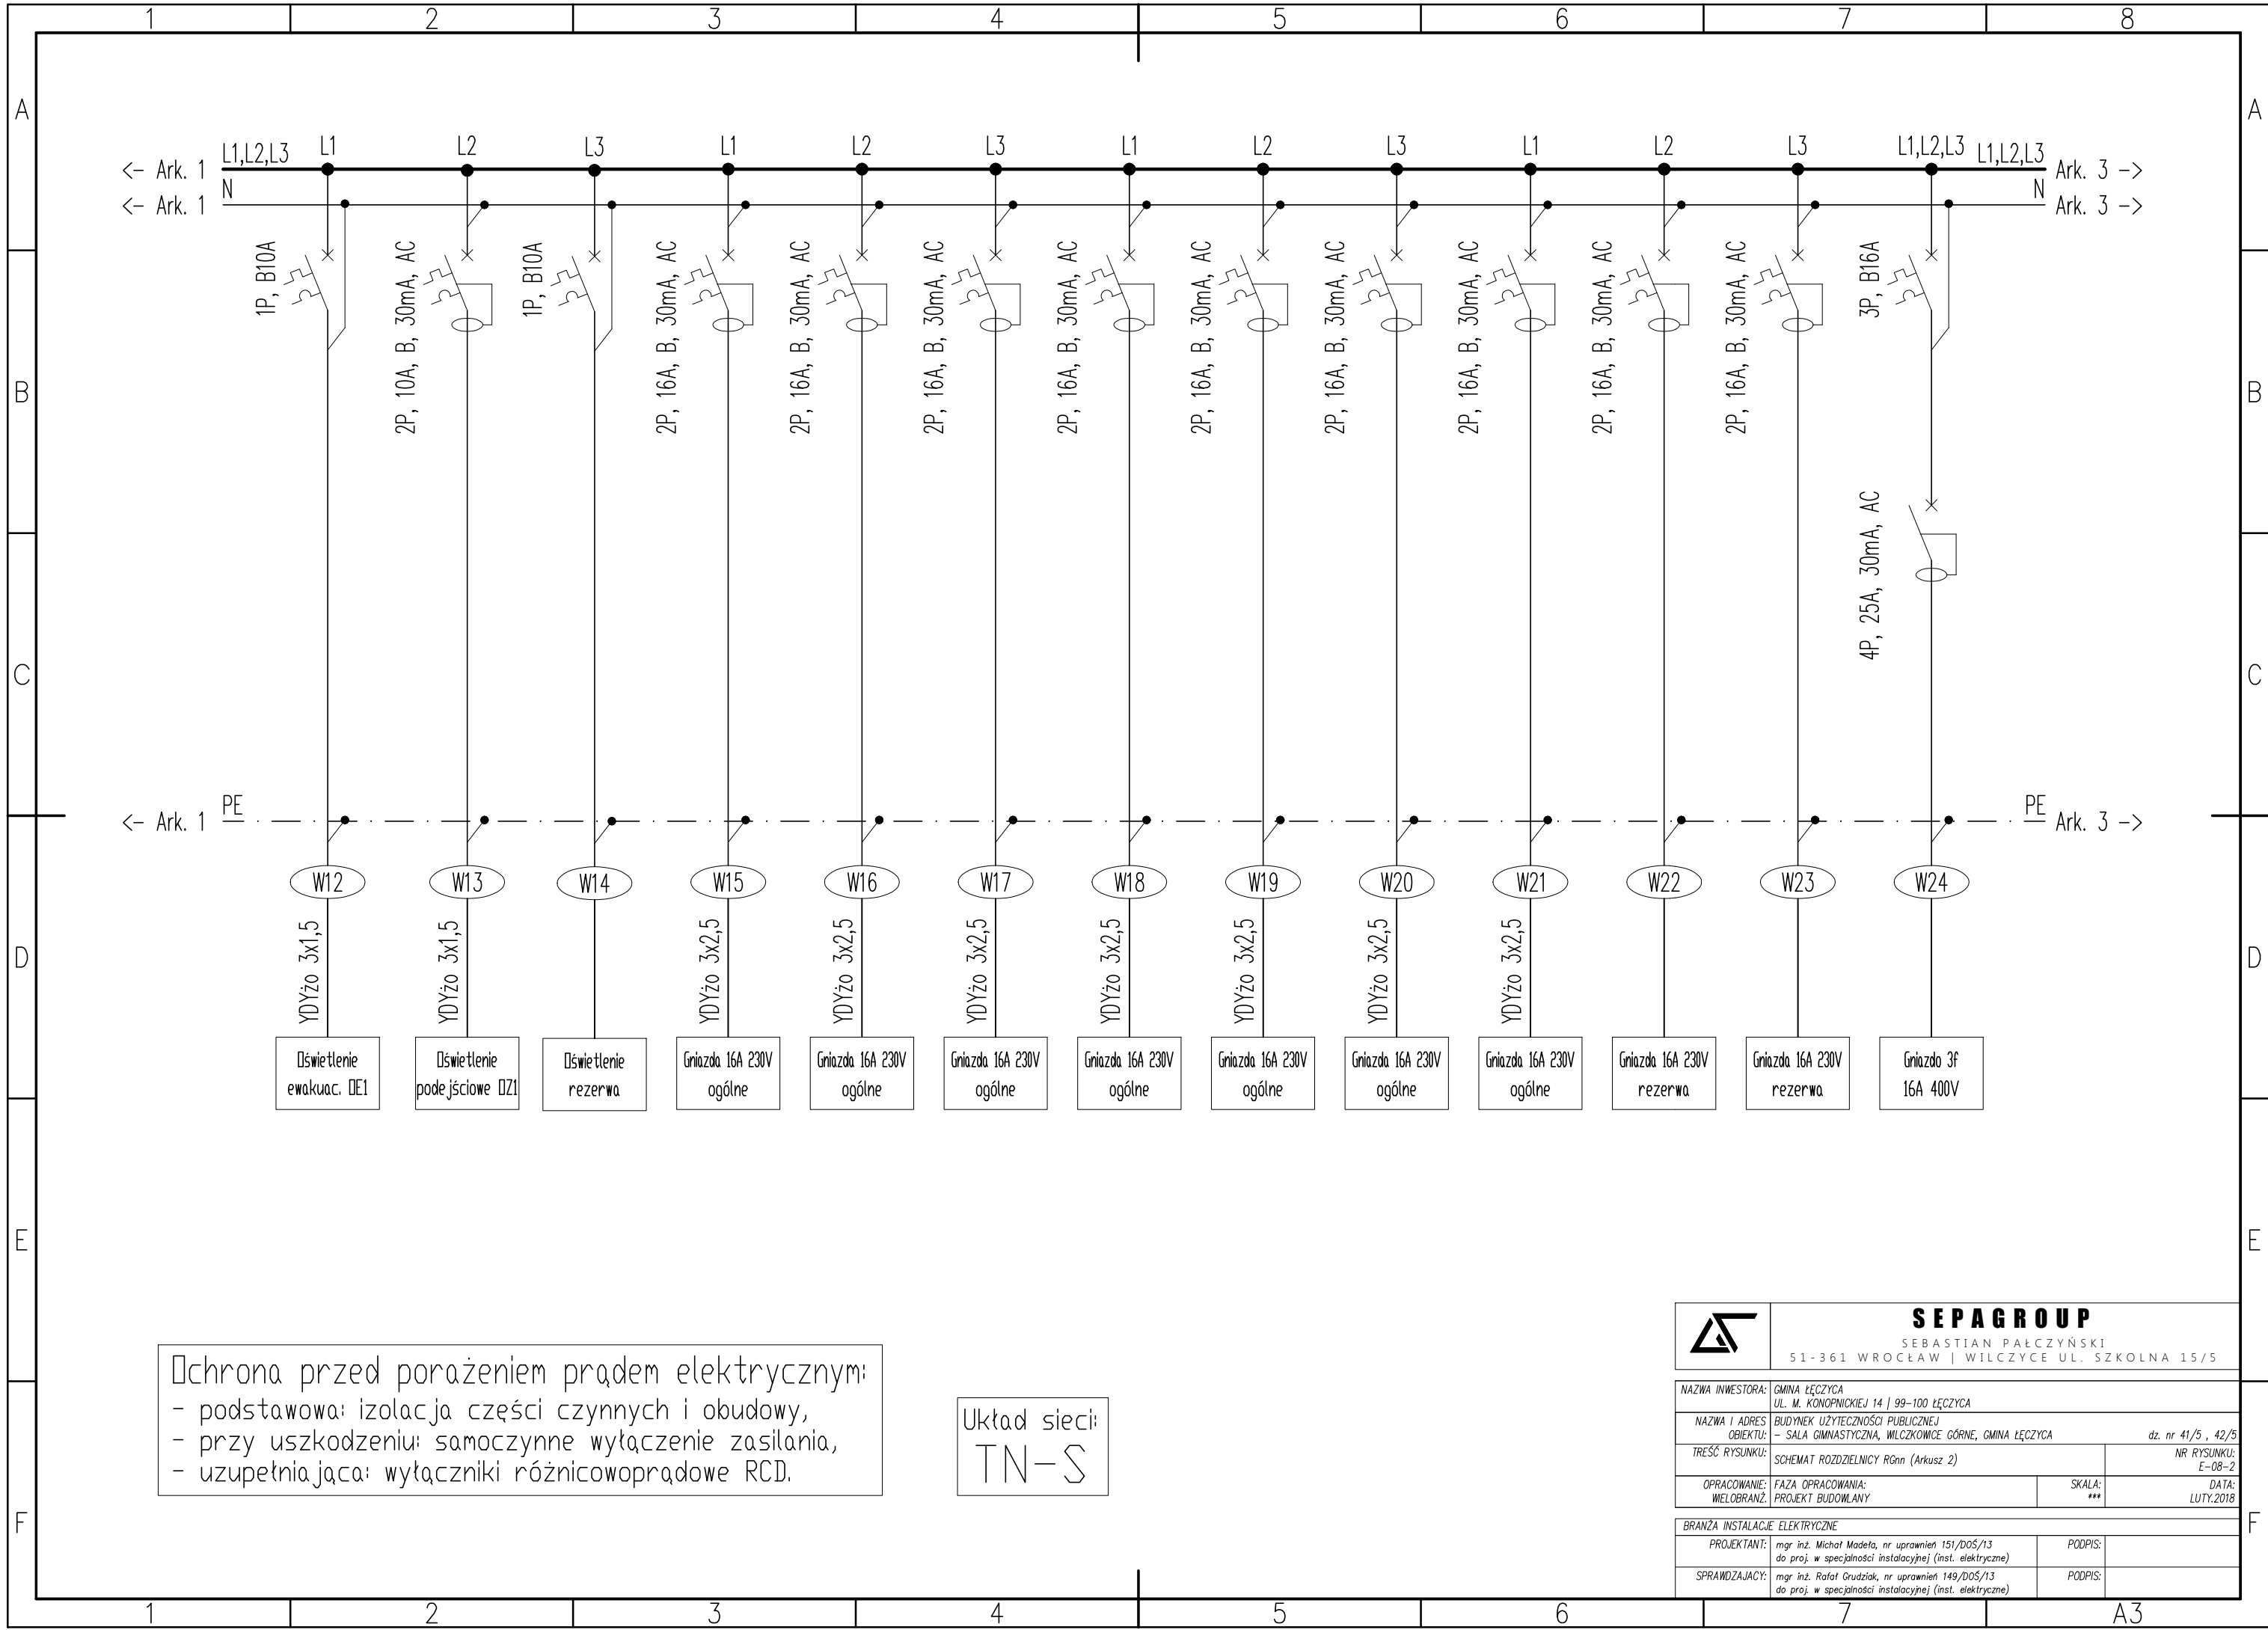 1 2 3 4 5 6 7 8
A A
L1 L2 L3 L1 L2 L3 L1 L2 L3 L1 L2 L3 L1,L2,L3
<- Ark. 1 L1,L2,L3 L1,L2,L3 Ark. 3 ->
<- Ark. 1 N N Ark. 3 ->
1P, B10A
2P, 10A, B, 30mA, AC
1P, B10A
2P, 16A, B, 30mA, AC
2P, 16A, B, 30mA, AC
2P, 16A, B, 30mA, AC
2P, 16A, B, 30mA, AC
2P, 16A, B, 30mA, AC
2P, 16A, B, 30mA, AC
2P, 16A, B, 30mA, AC
2P, 16A, B, 30mA, AC
2P, 16A, B, 30mA, AC
3P, B16A
B B
4P, 25A, 30mA, AC
C C
<- Ark. 1 PE PE Ark. 3 ->
W12 W13 W14 W15 W16 W17 W18 W19 W20 W21 W22 W23 W24
D D
YDYżo 3x1,5
YDYżo 3x1,5
YDYżo 3x2,5
YDYżo 3x2,5
YDYżo 3x2,5
YDYżo 3x2,5
YDYżo 3x2,5
YDYżo 3x2,5
YDYżo 3x2,5
Oświetlenie
ewakuac. OE1
Oświetlenie
podejściowe OZ1
Oświetlenie
rezerwa
Gniazda 16A 230V
ogólne
Gniazda 16A 230V
ogólne
Gniazda 16A 230V
ogólne
Gniazda 16A 230V
ogólne
Gniazda 16A 230V
ogólne
Gniazda 16A 230V
ogólne
Gniazda 16A 230V
ogólne
Gniazda 16A 230V
rezerwa
Gniazda 16A 230V
rezerwa
Gniazdo 3f
16A 400V
E E
Ochrona przed porażeniem prądem elektrycznym:
- podstawowa: izolacja części czynnych i obudowy,
- przy uszkodzeniu: samoczynne wyłączenie zasilania,
- uzupełniająca: wyłączniki różnicowoprądowe RCD.
Układ sieci:
TN-S
SEPAGROUP
SEBASTIAN PAŁCZYŃSKI
51-361 WROCŁAW | WILCZYCE UL. SZKOLNA 15/5
NAZWA INWESTORA: GMINA ŁĘCZYCA
UL. M. KONOPNICKIEJ 14 | 99-100 ŁĘCZYCA
NAZWA I ADRES BUDYNEK UŻYTECZNOŚCI PUBLICZNEJ
OBIEKTU: - SALA GIMNASTYCZNA, WILCZKOWICE GÓRNE, GMINA ŁĘCZYCA dz. nr 41/5 , 42/5
TREŚĆ RYSUNKU: SCHEMAT ROZDZIELNICY RGnn (Arkusz 2) NR RYSUNKU:
E-08-2
OPRACOWANIE: FAZA OPRACOWANIA: SKALA: DATA:
WIELOBRANŻ. PROJEKT BUDOWLANY *** LUTY.2018
BRANŻA INSTALACJE ELEKTRYCZNE
PROJEKTANT: mgr inż. Michał Madeła, nr uprawnień 151/DOŚ/13 PODPIS:
do proj. w specjalności instalacyjnej (inst. elektryczne)
SPRAWDZAJACY: mgr inż. Rafał Grudziak, nr uprawnień 149/DOŚ/13 PODPIS:
do proj. w specjalności instalacyjnej (inst. elektryczne)
F F
1 2 3 4 5 6 7 A3